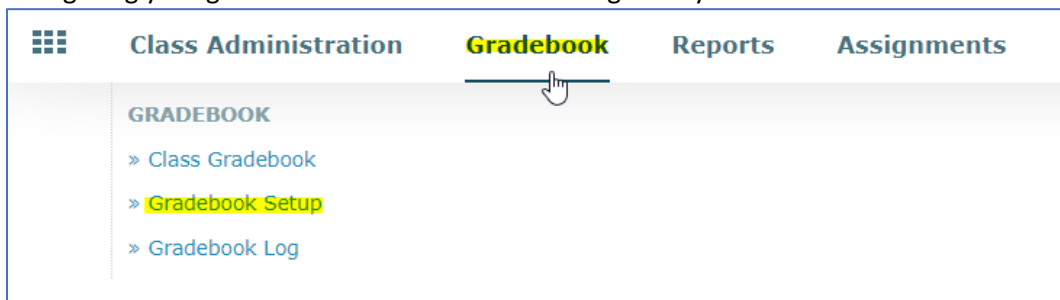 Class Administration Gradebook Reports Assignments
GRADEBOOK
» Class Gradebook
» Gradebook Setup
» Gradebook Log